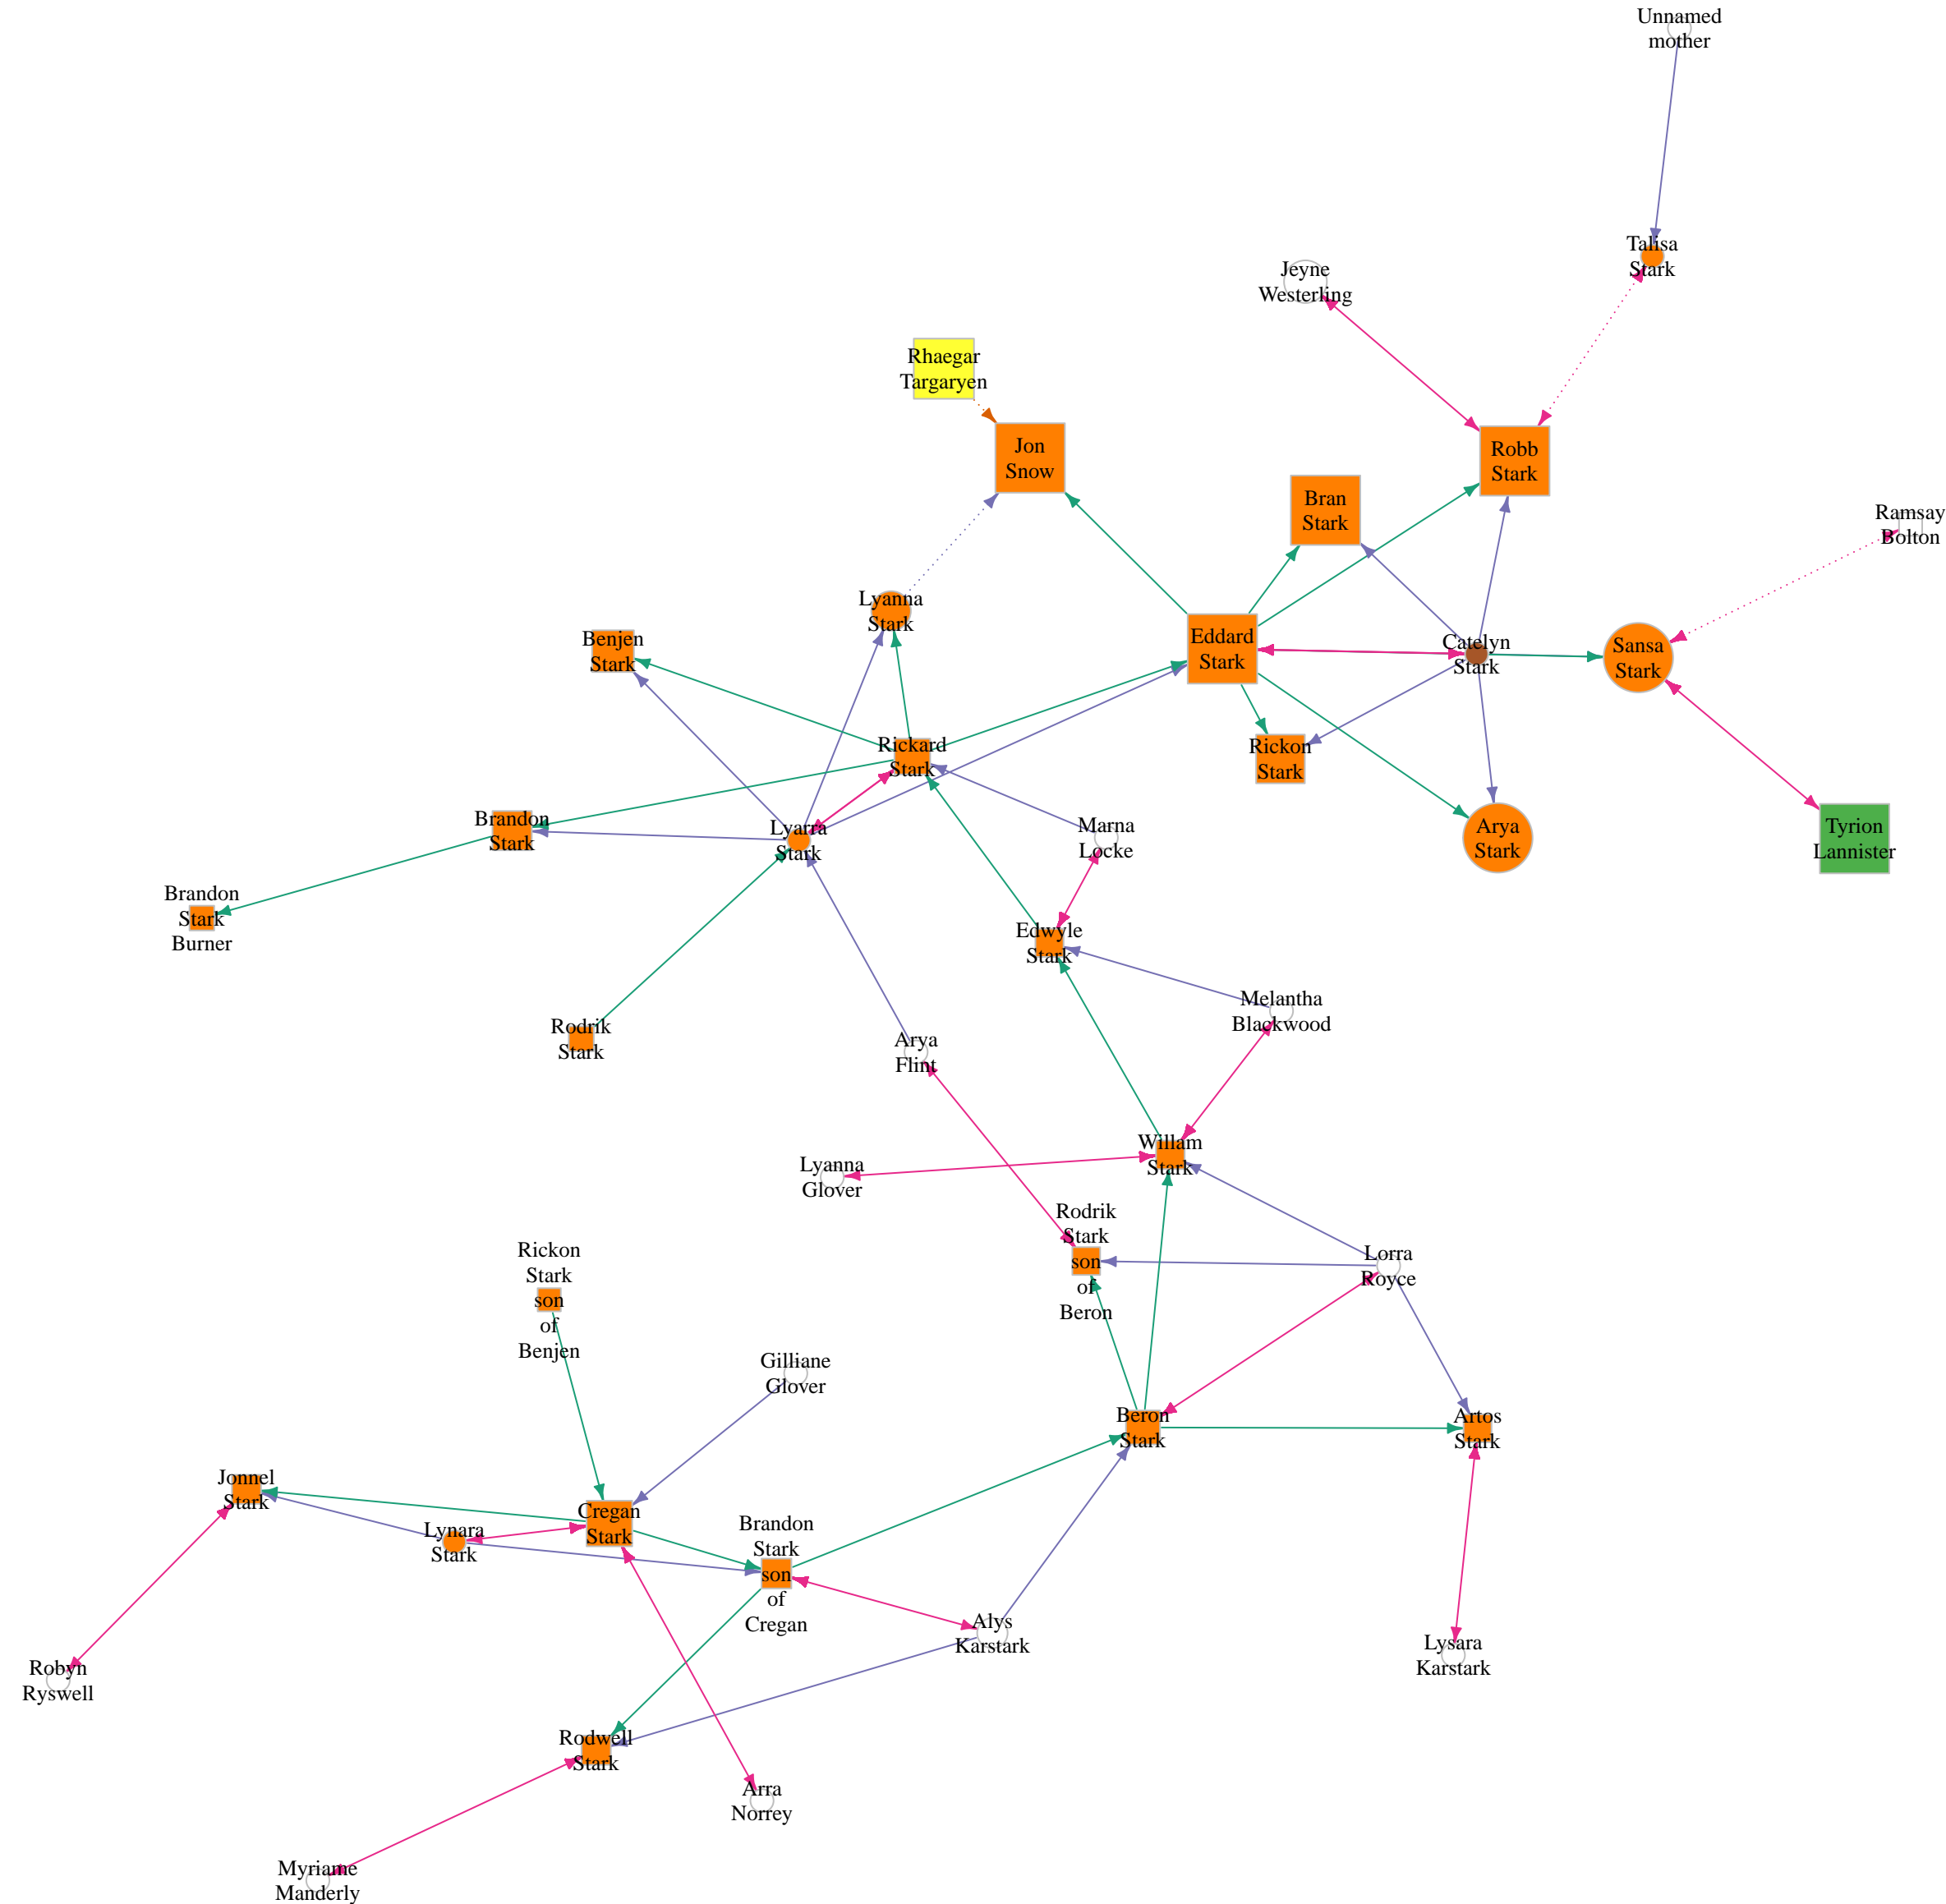 Unnamed
mother
Talisa
Stark
Jeyne
Westerling
Rhaegar
Targaryen
Jon
Snow
Robb
Stark
Bran
Stark
Ramsay
Bolton
Lyanna
Stark
Benjen
Stark
Eddard
Stark
Catelyn
Stark
Sansa
Stark
Rickard
Stark
Rickon
Stark
Brandon
Stark
Lyarra
Stark
Marna
Locke
Arya
Stark
Tyrion
Lannister
Brandon
Stark
Burner
Edwyle
Stark
Melantha
Blackwood
Rodrik
Stark
Arya
Flint
Willam
Stark
Lyanna
Glover
Rodrik
Stark
son
of
Beron
Lorra
Royce
Rickon
Stark
son
of
Benjen
Gilliane
Glover
Beron
Stark
Artos
Stark
Jonnel
Stark
Cregan
Stark
Lynara
Stark
Brandon
Stark
son
of
Cregan
Alys
Karstark
Lysara
Karstark
Robyn
Ryswell
Rodwell
Stark
Arra
Norrey
Myriame
Manderly